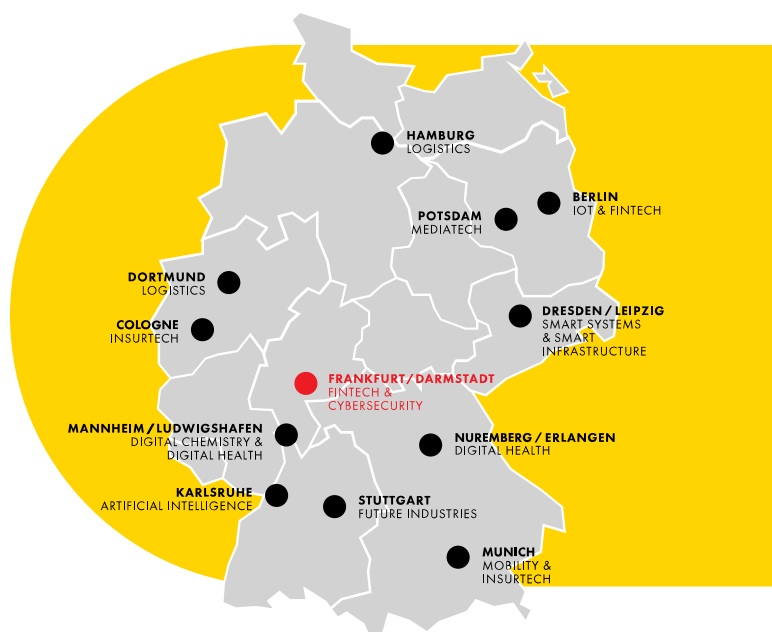 HAMBURG
LOGISTICS
BERLIN
IOT & FINTECH
POTSDAM
MEDIATECH
DORTMUND
LOGISTICS
DRESDEN / LEIPZIG
SMART SYSTEMS
& SMART
INFRASTRUCTURE
COLOGNE
INSURTECH
FRANKFURT/DARMSTADT
FINTECH &
CYBERSECURITY
MANNHEIM/LUDWIGSHAFEN
DIGITAL CHEMISTRY &
DIGITAL HEALTH
NUREMBERG / ERLANGEN
DIGITAL HEALTH
KARLSRUHE
ARTIFICIAL INTELLIGENCE
STUTTGART
FUTURE INDUSTRIES
MUNICH
MOBILITY &
INSURTECH